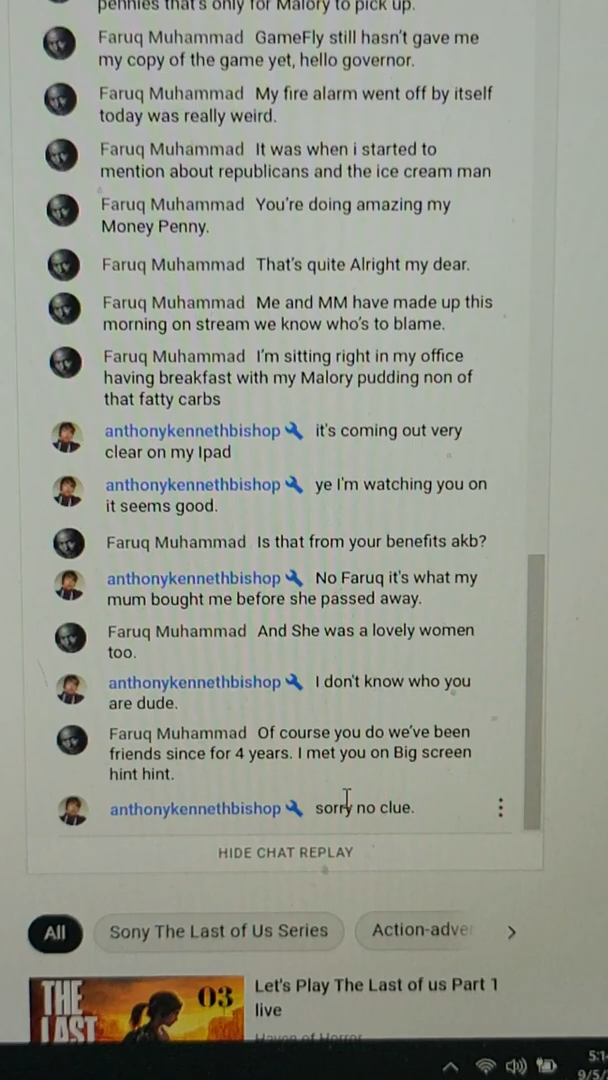 pennies that's only for Malory to pick up.
Faruq Muhammad GameFly still hasn't gave me
my copy of the game yet, hello governor.
Faruq Muhammad My fire alarm went off by itself
today was really weird.
Faruq Muhammad It was when i started to
mention about republicans and the ice cream man
Faruq Muhammad You're doing amazing my
Money Penny.
Faruq Muhammad That's quite Alright my dear.
Faruq Muhammad Me and MM have made up this
morning on stream we know who's to blame.
Faruq Muhammad I'm sitting right in my office
having breakfast with my Malory pudding non of
that fatty carbs
anthonykennethbishop it's coming out very
clear on my Ipad
anthonykennethbishop ye I'm watching you on
it seems good.
Faruq Muhammad Is that from your benefits akb?
anthonykennethbishop No Faruq it's what my
mum bought me before she passed away.
Faruq Muhammad And She was a lovely women
too.
anthonykennethbishop I don't know who you
are dude.
Faruq Muhammad Of course you do we've been
friends since for 4 years. I met you on Big screen
hint hint.
anthonykennethbishop sorry no clue.
HIDE CHAT REPLAY
All Sony The Last of Us Series Action-adve
THE
LAST
03
Let's Play The Last of us Part 1
live
Haven of Horror
5:1
9/5/